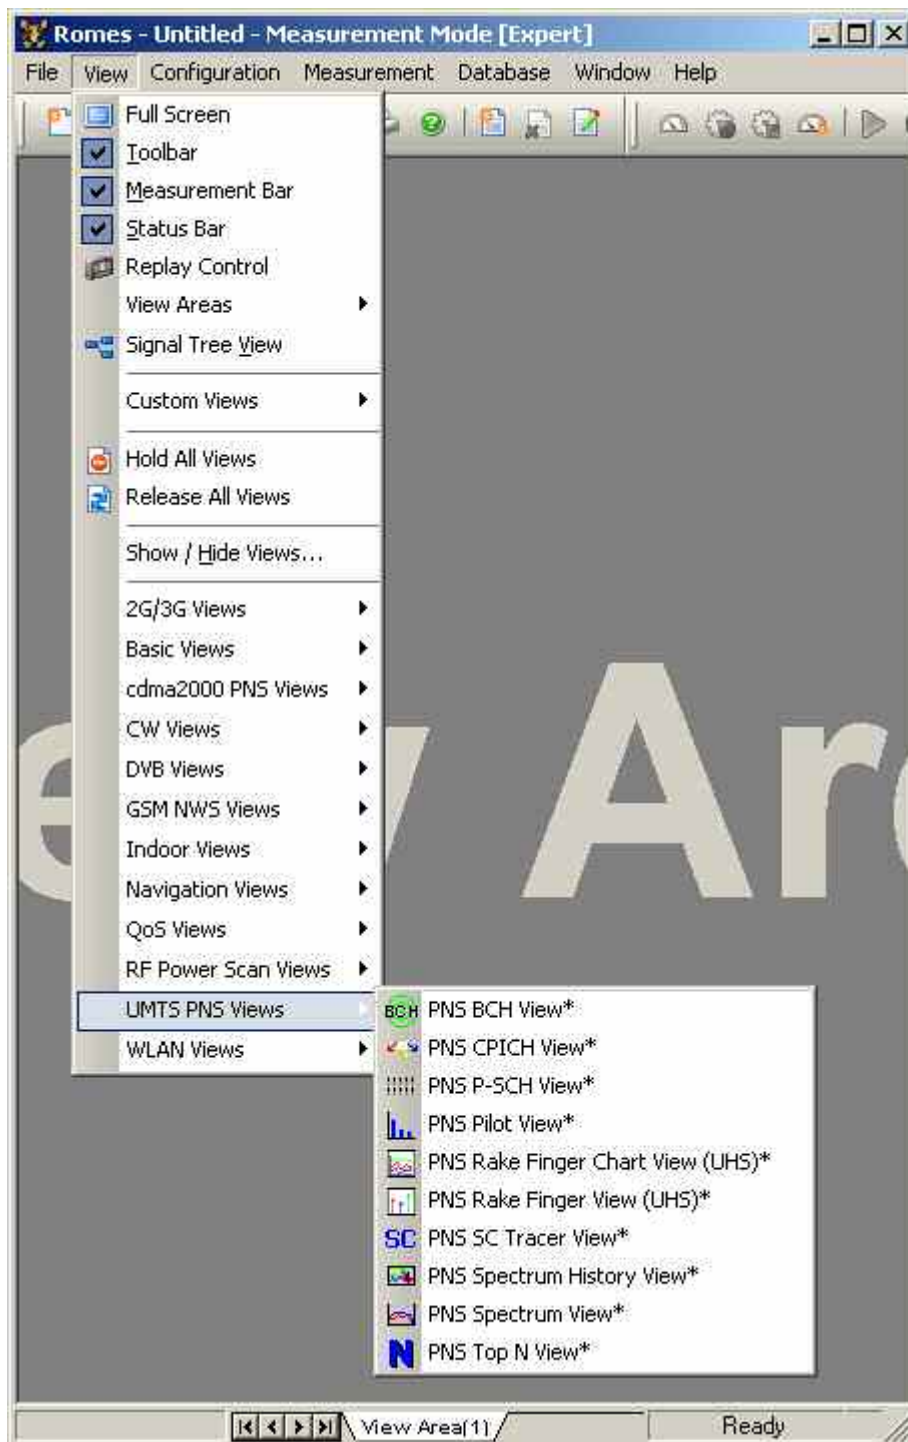 Romes - Untitled - Measurement Mode [Expert]
File View Configuration Measurement Database Window Help
Full Screen
Toolbar
Measurement Bar
Status Bar
Replay Control
View Areas
Signal Tree View
Custom Views
Hold All Views
Release All Views
Show / Hide Views...
2G/3G Views
Basic Views
cdma2000 PNS Views
CW Views
DVB Views
GSM NWS Views
Indoor Views
Navigation Views
QoS Views
RF Power Scan Views
UMTS PNS Views
WLAN Views
BCH PNS BCH View*
PNS CPICH View*
PNS P-SCH View*
PNS Pilot View*
PNS Rake Finger Chart View (UHS)*
PNS Rake Finger View (UHS)*
SC PNS SC Tracer View*
PNS Spectrum History View*
PNS Spectrum View*
N PNS Top N View*
View Area(1)
Ready